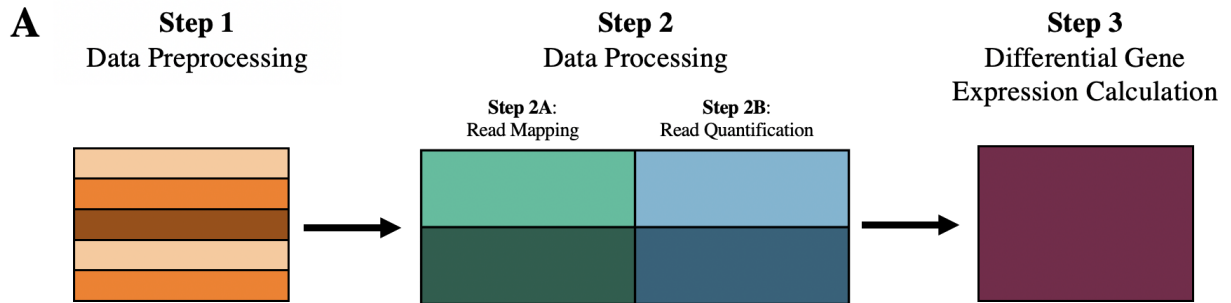 A
Step 1
Data Preprocessing
Step 2
Data Processing
Step 2A:
Read Mapping
Step 2B:
Read Quantification
Step 3
Differential Gene
Expression Calculation